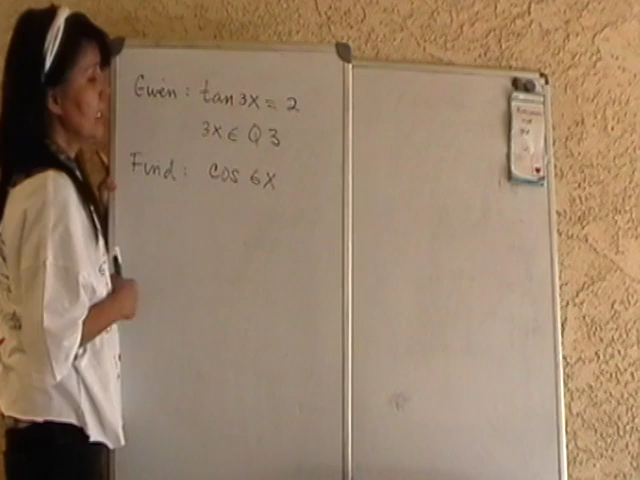 Given: tan 3x = 2
3x ∈ Q 3
Find: cos 6x